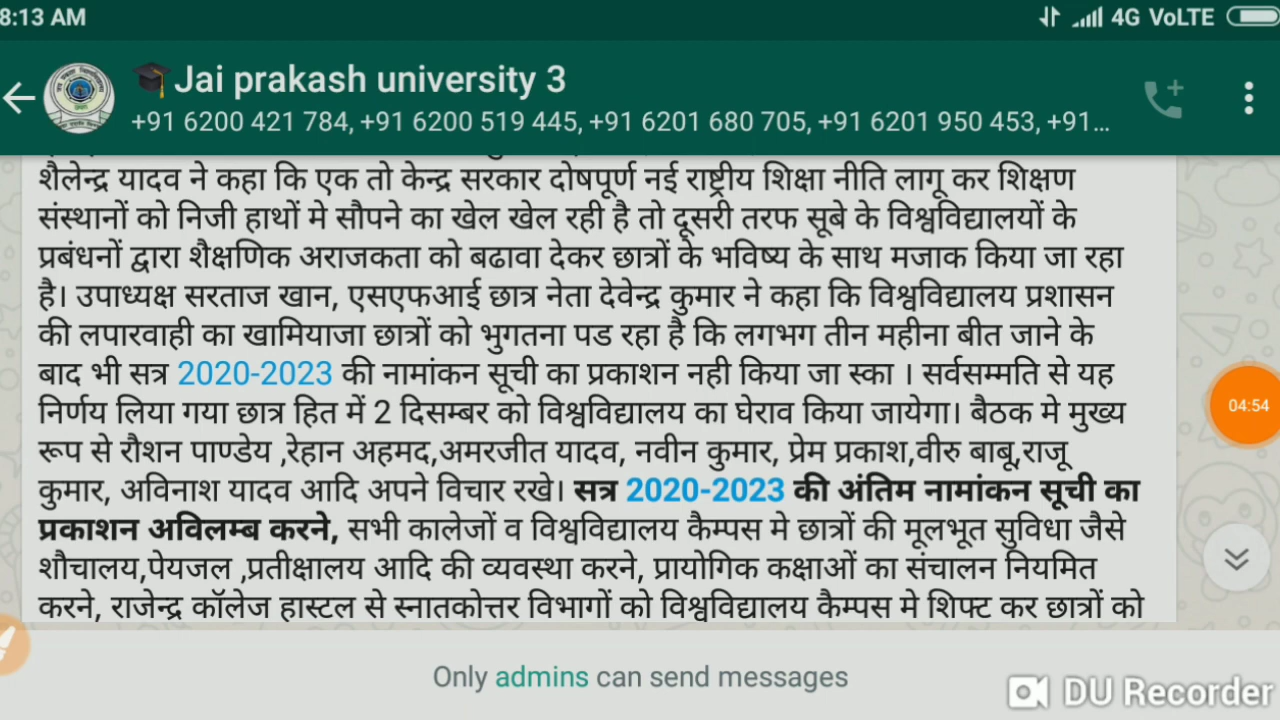 8:13 AM
4G VoLTE
🎓Jai prakash university 3
+91 6200 421 784, +91 6200 519 445, +91 6201 680 705, +91 6201 950 453, +91...
शैलेन्द्र यादव ने कहा कि एक तो केन्द्र सरकार दोषपूर्ण नई राष्ट्रीय शिक्षा नीति लागू कर शिक्षण
संस्थानों को निजी हाथों मे सौपने का खेल खेल रही है तो दूसरी तरफ सूबे के विश्वविद्यालयों के
प्रबंधनों द्वारा शैक्षणिक अराजकता को बढावा देकर छात्रों के भविष्य के साथ मजाक किया जा रहा
है। उपाध्यक्ष सरताज खान, एसएफआई छात्र नेता देवेन्द्र कुमार ने कहा कि विश्वविद्यालय प्रशासन
की लपारवाही का खामियाजा छात्रों को भुगतना पड रहा है कि लगभग तीन महीना बीत जाने के
बाद भी सत्र 2020-2023 की नामांकन सूची का प्रकाशन नही किया जा स्का । सर्वसम्मति से यह
निर्णय लिया गया छात्र हित में 2 दिसम्बर को विश्वविद्यालय का घेराव किया जायेगा। बैठक मे मुख्य
रूप से रौशन पाण्डेय ,रेहान अहमद,अमरजीत यादव, नवीन कुमार, प्रेम प्रकाश,वीरु बाबू,राजू
कुमार, अविनाश यादव आदि अपने विचार रखे। सत्र 2020-2023 की अंतिम नामांकन सूची का
प्रकाशन अविलम्ब करने, सभी कालेजों व विश्वविद्यालय कैम्पस मे छात्रों की मूलभूत सुविधा जैसे
शौचालय,पेयजल ,प्रतीक्षालय आदि की व्यवस्था करने, प्रायोगिक कक्षाओं का संचालन नियमित
करने, राजेन्द्र कॉलेज हास्टल से स्नातकोत्तर विभागों को विश्वविद्यालय कैम्पस मे शिफ्ट कर छात्रों को
04:54
Only admins can send messages
DU Recorder